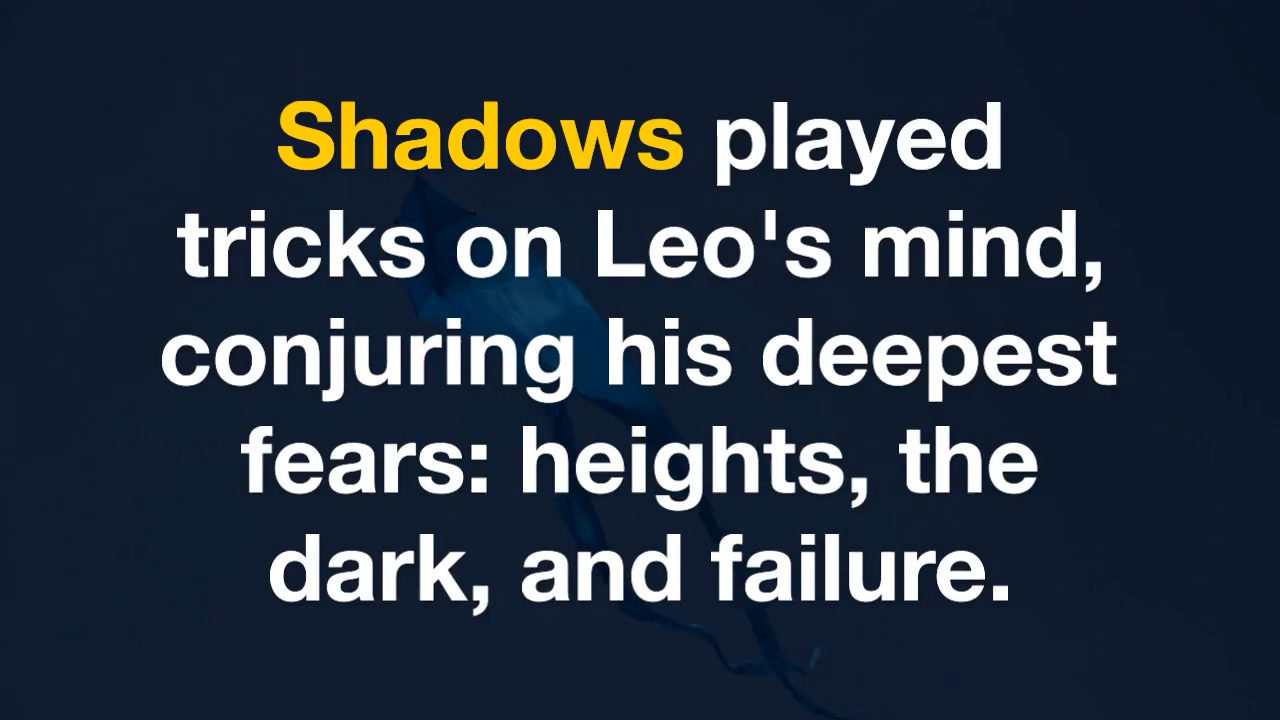 Shadows played
tricks on Leo's mind,
conjuring his deepest
fears: heights, the
dark, and failure.